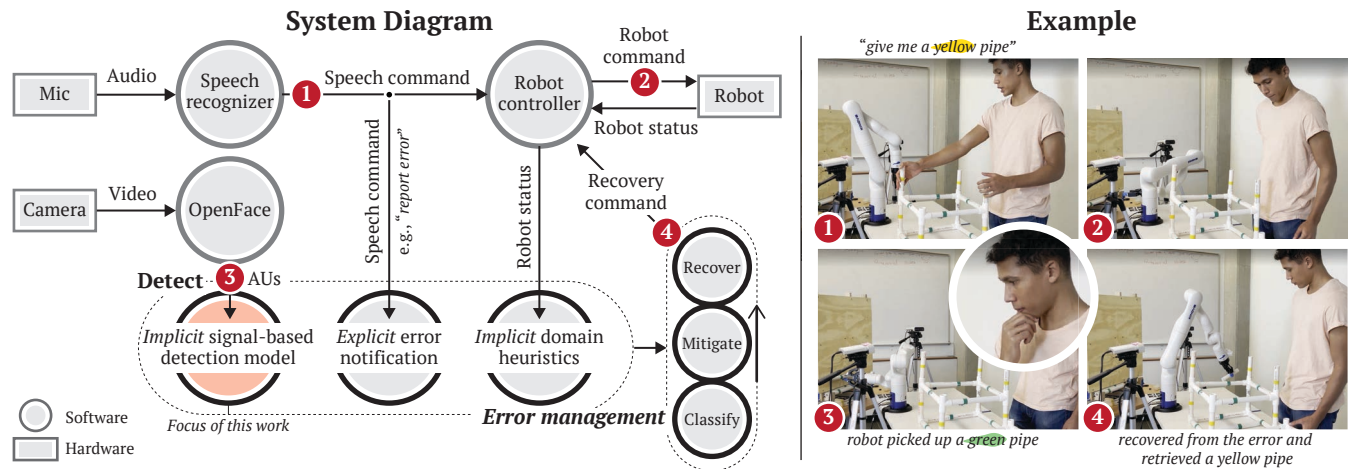 System Diagram
Mic
Audio
Speech
recognizer
1
Speech command
Robot
controller
Robot
command
2
Robot
Robot status
Camera
Video
OpenFace
Speech command
e.g., “report error”
Robot status
Recovery
command
4
Detect
3
AUs
Implicit signal-based
detection model
Explicit error
notification
Implicit domain
heuristics
Recover
Mitigate
Classify
Error management
Focus of this work
Software
Hardware
Example
“give me a yellow pipe”
1
2
3
robot picked up a green pipe
4
recovered from the error and
retrieved a yellow pipe